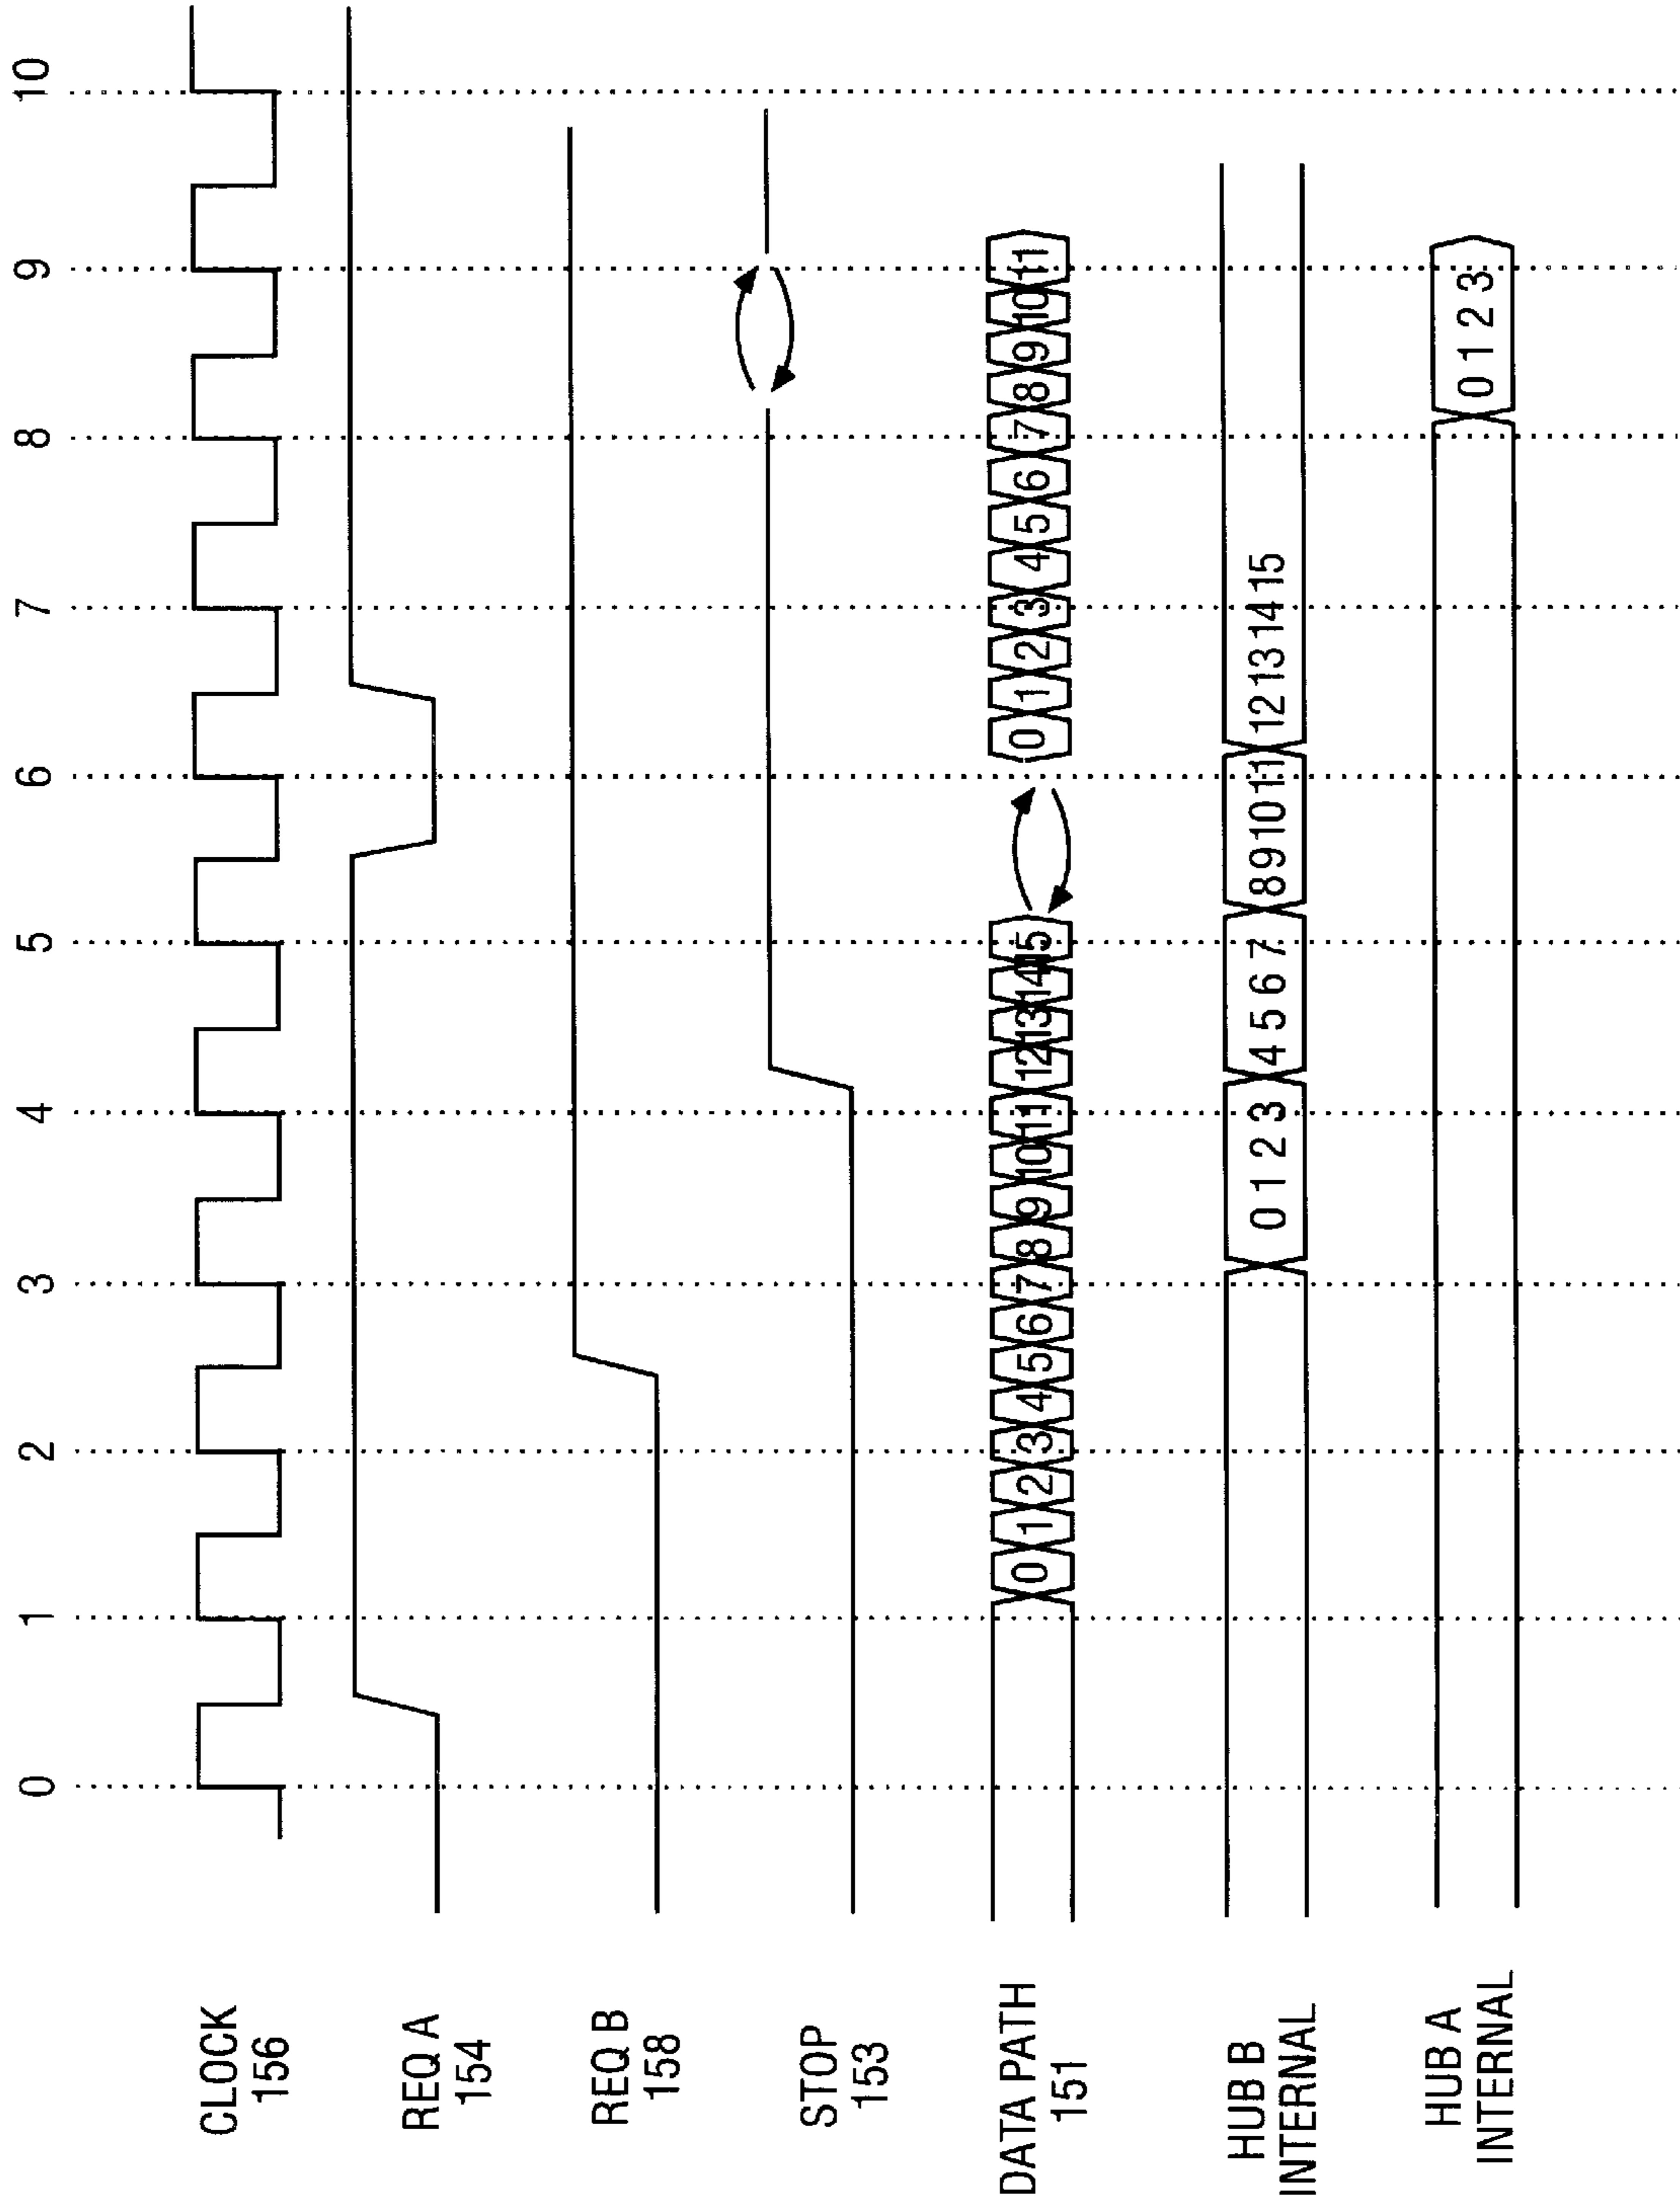 0 1 2 3 4 5 6 7 8 9 10
CLOCK
156
REQ A
154
REQ B
158
STOP
153
DATA PATH
151
0 1 2 3 4 5 6 7 8 9 10 11 12 13 14 15
0 1 2 3 4 5 6 7 8 9 10 11
HUB B
INTERNAL
0 1 2 3 4 5 6 7 8 9 10 11 12 13 14 15
HUB A
INTERNAL
0 1 2 3